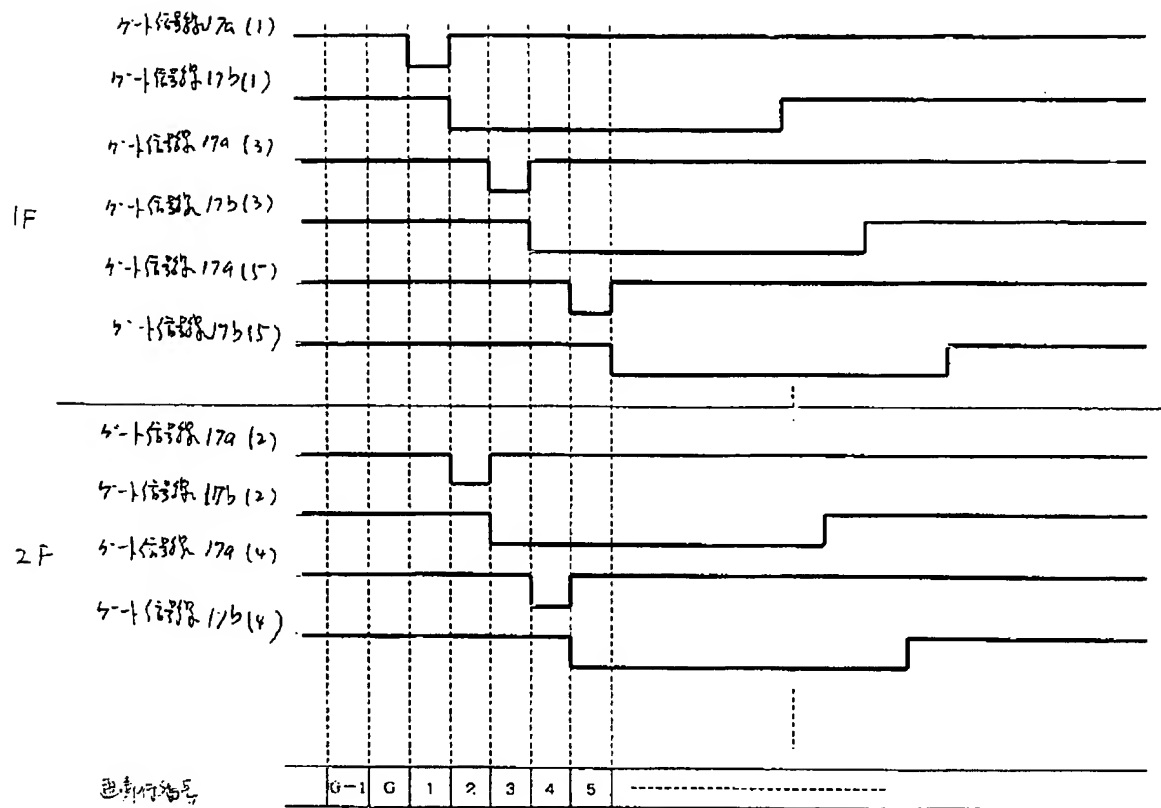 ゲート信号線17a(1)
ゲート信号線17b(1)
ゲート信号線17a(3)
1F
ゲート信号線17b(3)
ゲート信号線17a(5)
ゲート信号線17b(5)
ゲート信号線17a(2)
ゲート信号線17b(2)
2F
ゲート信号線17a(4)
ゲート信号線17b(4)
画素行番号 G-1 G 1 2 3 4 5